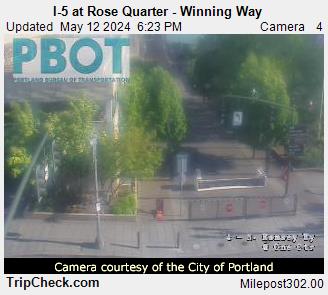 I-5 at Rose Quarter - Winning Way
Updated May 12 2024 6:23 PM Camera 4
PBOT
PORTLAND BUREAU OF TRANSPORTATION
Camera courtesy of the City of Portland
TripCheck.com Milepost302.00